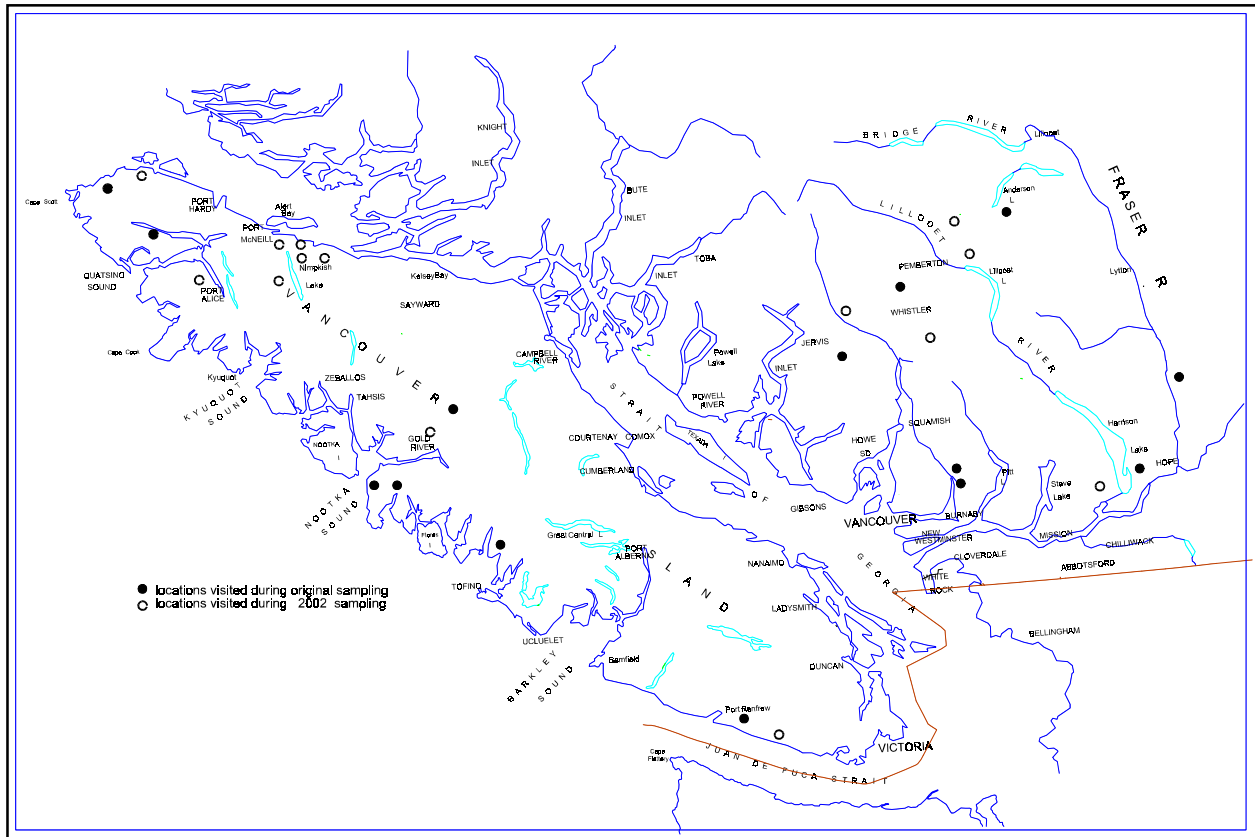 KNIGHT
INLET
BRIDGE RIVER
Lillooet
FRASER R
BUTE
INLET
Anderson
L
Cape Scott
PORT
HARDY
Alert
Bay
LILLOOET
PORT
McNEILL
TOBA
INLET
PEMBERTON
Lillooet
L
Lytton
QUATSINO
SOUND
Nimpkish
Lake
Kelsey Bay
PORT
ALICE
SAYWARD
WHISTLER
VANCOUVER
RIVER
JERVIS
INLET
Cape Cook
CAMPBELL
RIVER
Powell
Lake
Kyuquot
ZEBALLOS
KYUQUOT
SOUND
TAHSIS
STRAIT
POWELL
RIVER
SQUAMISH
Harrison
Lake
TEXADA
I
NOOTKA
I
GOLD
RIVER
COURTENAY COMOX
HOWE
SD.
HOPE
CUMBERLAND
Pitt
L
Stave
Lake
NOOTKA
SOUND
OF
GIBSONS
VANCOUVER
BURNABY
NEW
WESTMINSTER
MISSION
Flores
I
Great Central L
PORT
ALBERNI
CHILLIWACK
CLOVERDALE
ABBOTSFORD
ISLAND
NANAIMO
GEORGIA
WHITE
ROCK
TOFINO
● locations visited during original sampling
○ locations visited during 2002 sampling
LADYSMITH
BELLINGHAM
UCLUELET
BARKLEY
SOUND
Bamfield
DUNCAN
Port Renfrew
VICTORIA
Cape
Flattery
JUAN DE FUCA STRAIT